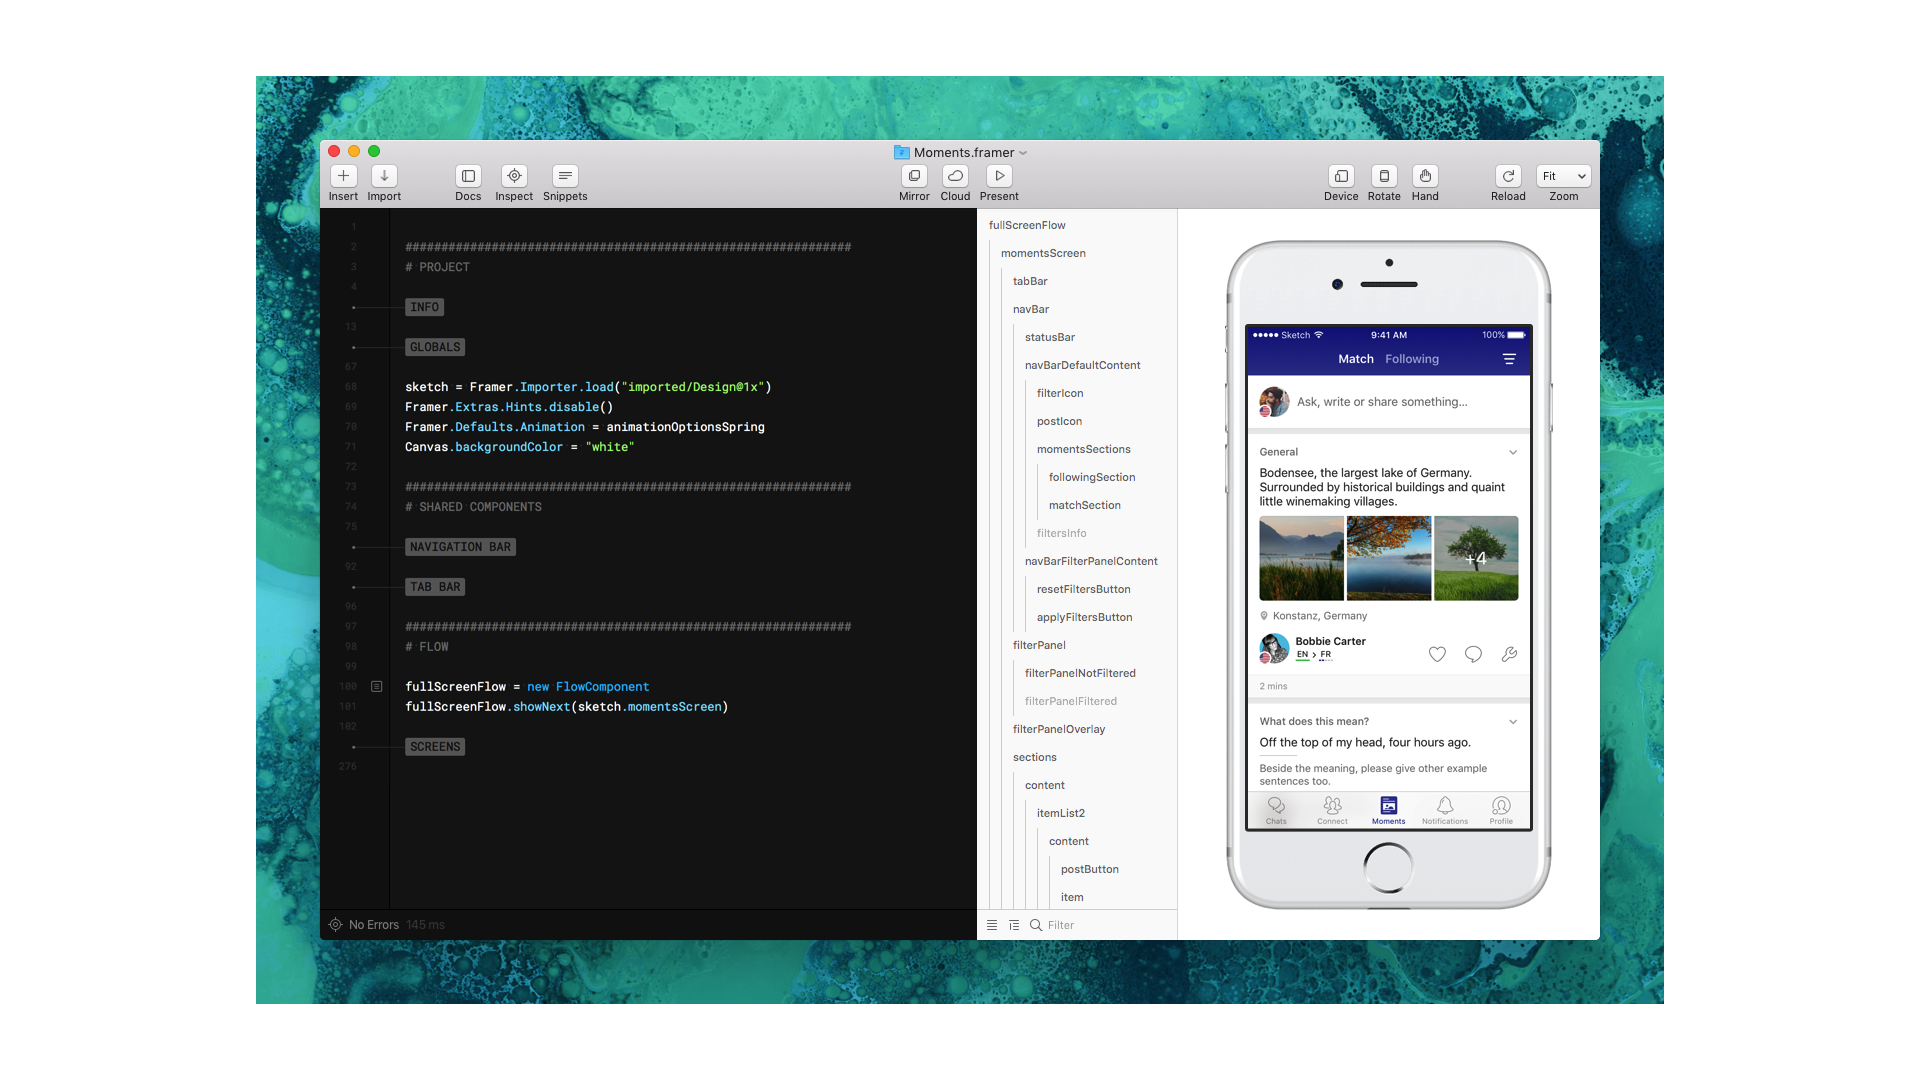 Moments.framer
Insert Import Docs Inspect Snippets Mirror Cloud Present Device Rotate Hand Reload Fit Zoom
1
2 ##############################################################
3 # PROJECT
4
INFO
13
GLOBALS
67
68 sketch = Framer.Importer.load("imported/Design@1x")
69 Framer.Extras.Hints.disable()
70 Framer.Defaults.Animation = animationOptionsSpring
71 Canvas.backgroundColor = "white"
72
73 ##############################################################
74 # SHARED COMPONENTS
75
NAVIGATION BAR
92
TAB BAR
96
97 ##############################################################
98 # FLOW
99
100 fullScreenFlow = new FlowComponent
101 fullScreenFlow.showNext(sketch.momentsScreen)
102
SCREENS
276
No Errors 145 ms
fullScreenFlow
momentsScreen
tabBar
navBar
statusBar
navBarDefaultContent
filterIcon
postIcon
momentsSections
followingSection
matchSection
filtersInfo
navBarFilterPanelContent
resetFiltersButton
applyFiltersButton
filterPanel
filterPanelNotFiltered
filterPanelFiltered
filterPanelOverlay
sections
content
itemList2
content
postButton
item
Filter
Sketch 9:41 AM 100%
Match Following
Ask, write or share something...
General
Bodensee, the largest lake of Germany.
Surrounded by historical buildings and quaint
little winemaking villages.
+4
Konstanz, Germany
Bobbie Carter
EN > FR
2 mins
What does this mean?
Off the top of my head, four hours ago.
Beside the meaning, please give other example
sentences too.
Chats Connect Moments Notifications Profile